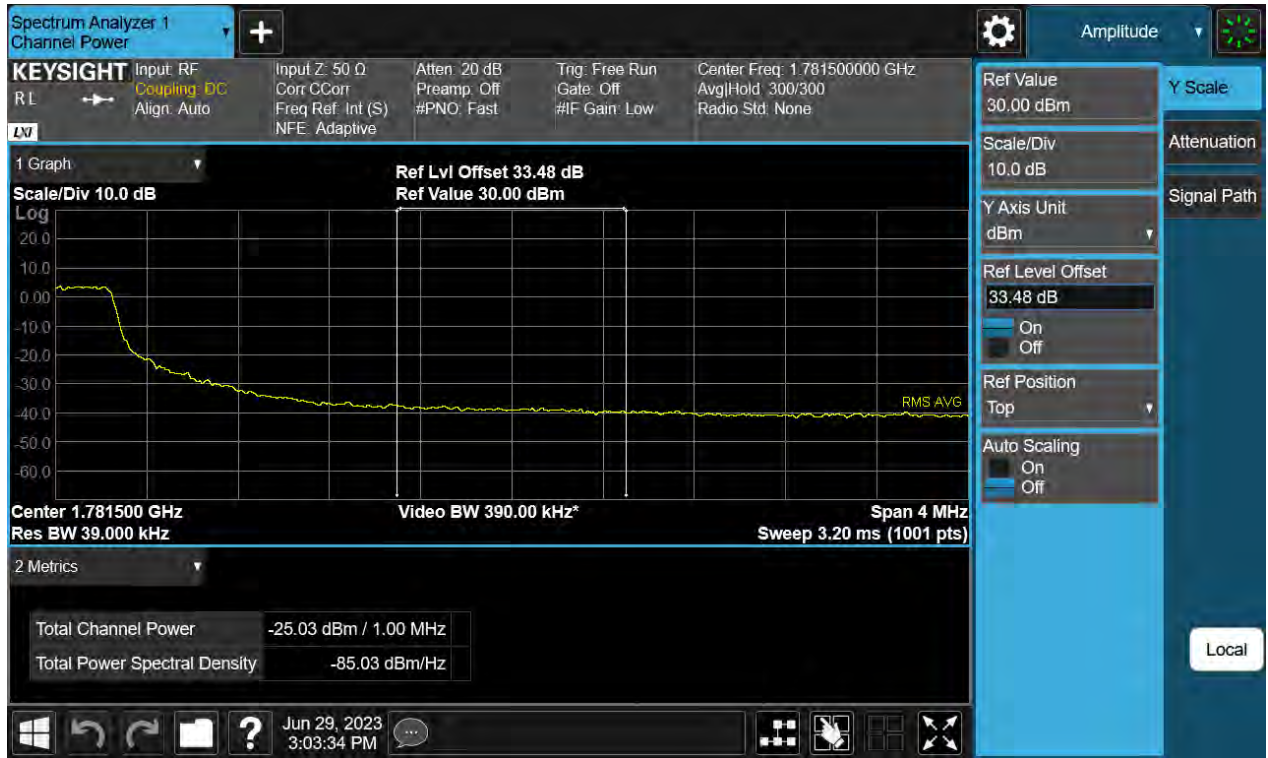 Spectrum Analyzer 1
Channel Power
+
Amplitude
KEYSIGHT
RL
LXI
Input: RF
Coupling: DC
Align: Auto
Input Z: 50 Ω
Corr CCorr
Freq Ref: Int (S)
NFE: Adaptive
Atten: 20 dB
Preamp: Off
#PNO: Fast
Trig: Free Run
Gate: Off
#IF Gain: Low
Center Freq: 1.781500000 GHz
Avg|Hold: 300/300
Radio Std: None
1 Graph
Scale/Div 10.0 dB
Ref Lvl Offset 33.48 dB
Ref Value 30.00 dBm
Log
20.0
10.0
0.00
-10.0
-20.0
-30.0
-40.0
-50.0
-60.0
RMS AVG
Center 1.781500 GHz
Res BW 39.000 kHz
Video BW 390.00 kHz*
Span 4 MHz
Sweep 3.20 ms (1001 pts)
2 Metrics
Total Channel Power -25.03 dBm / 1.00 MHz
Total Power Spectral Density -85.03 dBm/Hz
?
Jun 29, 2023
3:03:34 PM
Ref Value
30.00 dBm
Scale/Div
10.0 dB
Y Axis Unit
dBm
Ref Level Offset
33.48 dB
On
Off
Ref Position
Top
Auto Scaling
On
Off
Y Scale
Attenuation
Signal Path
Local